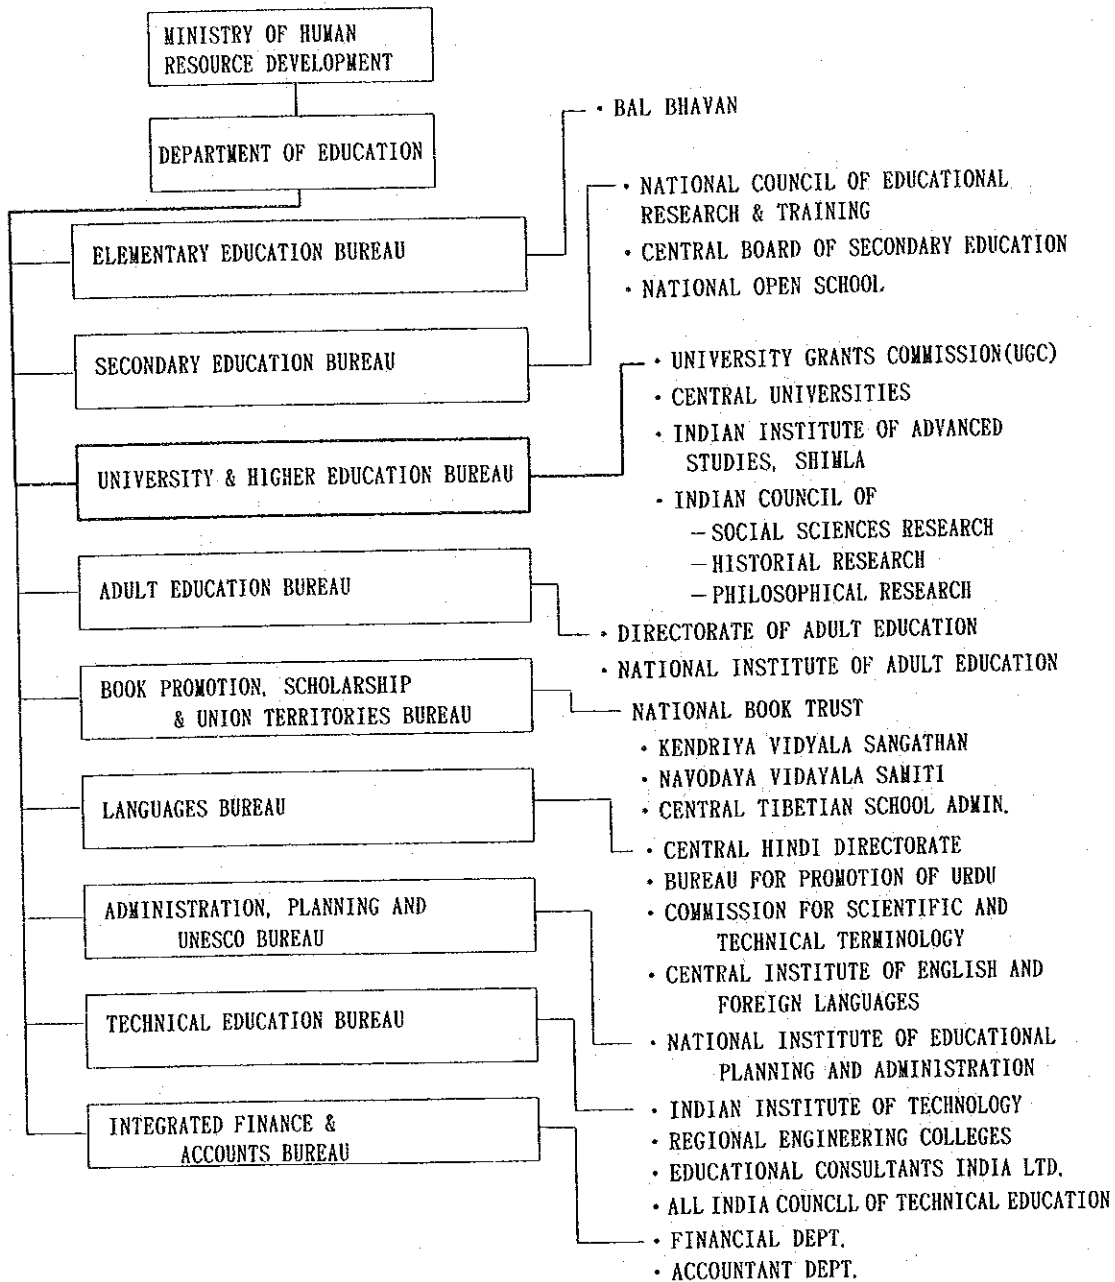 MINISTRY OF HUMAN
RESOURCE DEVELOPMENT
DEPARTMENT OF EDUCATION
ELEMENTARY EDUCATION BUREAU
· BAL BHAVAN
SECONDARY EDUCATION BUREAU
· NATIONAL COUNCIL OF EDUCATIONAL
RESEARCH & TRAINING
· CENTRAL BOARD OF SECONDARY EDUCATION
· NATIONAL OPEN SCHOOL
UNIVERSITY & HIGHER EDUCATION BUREAU
· UNIVERSITY GRANTS COMMISSION(UGC)
· CENTRAL UNIVERSITIES
· INDIAN INSTITUTE OF ADVANCED
STUDIES, SHIMLA
· INDIAN COUNCIL OF
— SOCIAL SCIENCES RESEARCH
— HISTORIAL RESEARCH
— PHILOSOPHICAL RESEARCH
ADULT EDUCATION BUREAU
· DIRECTORATE OF ADULT EDUCATION
· NATIONAL INSTITUTE OF ADULT EDUCATION
BOOK PROMOTION, SCHOLARSHIP
& UNION TERRITORIES BUREAU
NATIONAL BOOK TRUST
· KENDRIYA VIDYALA SANGATHAN
· NAVODAYA VIDAYALA SAMITI
· CENTRAL TIBETIAN SCHOOL ADMIN.
LANGUAGES BUREAU
· CENTRAL HINDI DIRECTORATE
· BUREAU FOR PROMOTION OF URDU
· COMMISSION FOR SCIENTIFIC AND
TECHNICAL TERMINOLOGY
· CENTRAL INSTITUTE OF ENGLISH AND
FOREIGN LANGUAGES
ADMINISTRATION, PLANNING AND
UNESCO BUREAU
· NATIONAL INSTITUTE OF EDUCATIONAL
PLANNING AND ADMINISTRATION
TECHNICAL EDUCATION BUREAU
· INDIAN INSTITUTE OF TECHNOLOGY
· REGIONAL ENGINEERING COLLEGES
· EDUCATIONAL CONSULTANTS INDIA LTD.
· ALL INDIA COUNCLL OF TECHNICAL EDUCATION
INTEGRATED FINANCE &
ACCOUNTS BUREAU
· FINANCIAL DEPT.
· ACCOUNTANT DEPT.